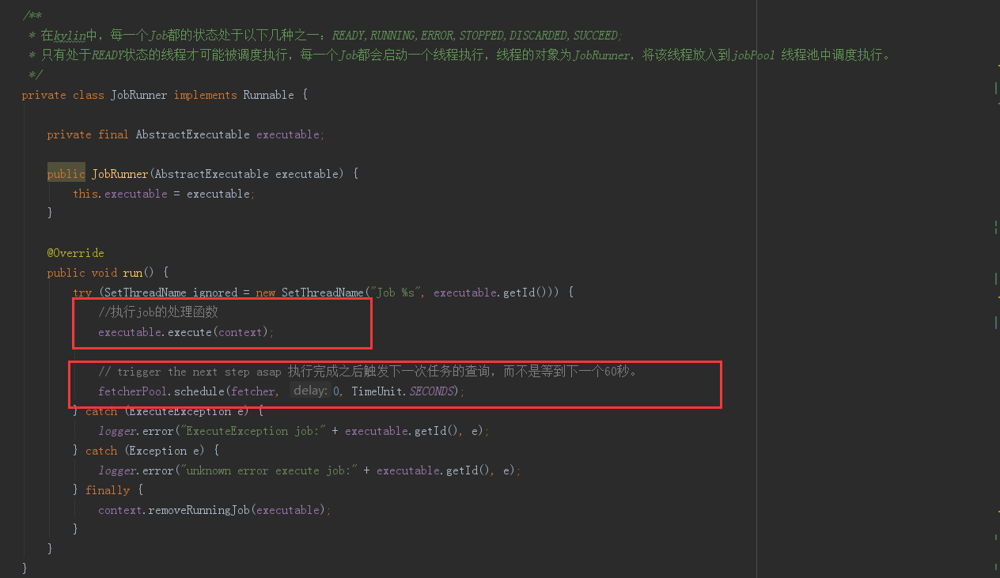 /**
 * 在kylin中，每一个Job都的状态处于以下几种之一：READY,RUNNING,ERROR,STOPPED,DISCARDED,SUCCEED;
 * 只有处于READY状态的线程才可能被调度执行，每一个Job都会启动一个线程执行，线程的对象为JobRunner，将该线程放入到jobPool 线程池中调度执行。
 */
private class JobRunner implements Runnable {
    private final AbstractExecutable executable;
    public JobRunner(AbstractExecutable executable) {
        this.executable = executable;
    }
    @Override
    public void run() {
        try (SetThreadName ignored = new SetThreadName("Job %s", executable.getId())) {
            //执行job的处理函数
            executable.execute(context);
            // trigger the next step asap 执行完成之后触发下一次任务的查询，而不是等到下一个60秒。
            fetcherPool.schedule(fetcher, delay: 0, TimeUnit.SECONDS);
        } catch (ExecuteException e) {
            logger.error("ExecuteException job:" + executable.getId(), e);
        } catch (Exception e) {
            logger.error("unknown error execute job:" + executable.getId(), e);
        } finally {
            context.removeRunningJob(executable);
        }
    }
}